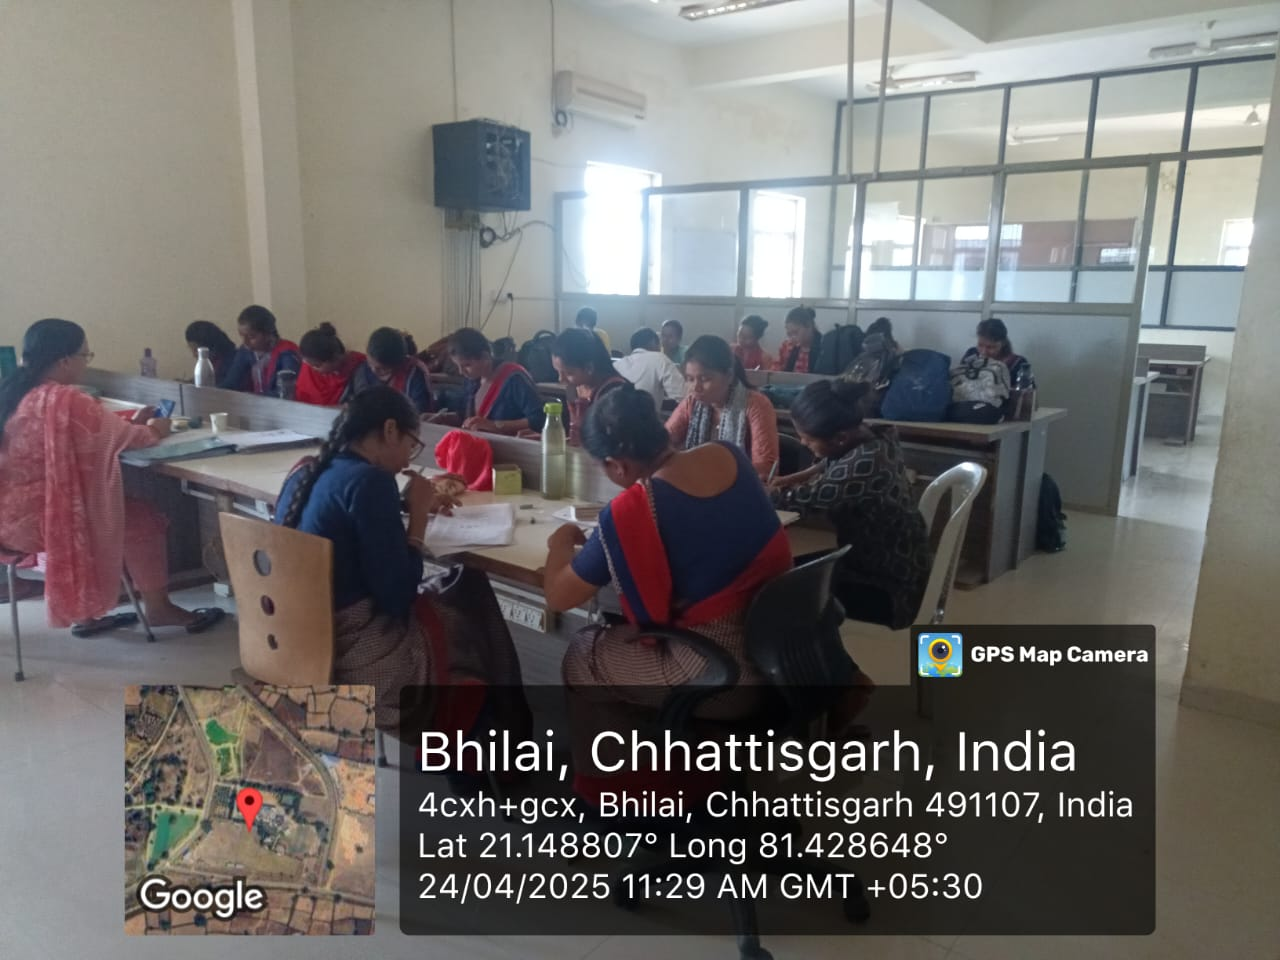 GPS Map Camera
Bhilai, Chhattisgarh, India
4cxh+gcx, Bhilai, Chhattisgarh 491107, India
Lat 21.148807° Long 81.428648°
24/04/2025 11:29 AM GMT +05:30
Google